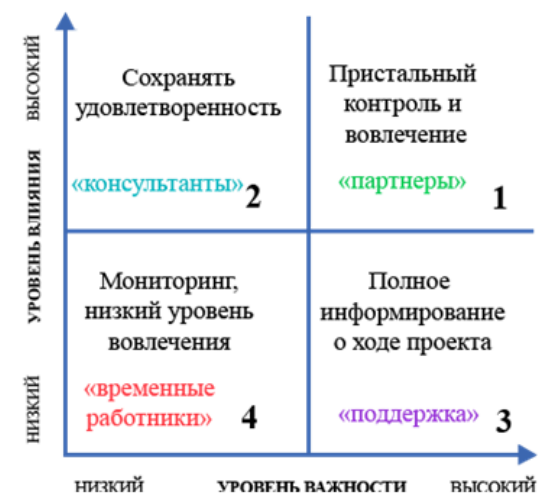 ВЫСОКИЙ
УРОВЕНЬ ВЛИЯНИЯ
НИЗКИЙ
Сохранять
удовлетворенность
«консультанты» 2
Пристальный
контроль и
вовлечение
«партнеры» 1
Мониторинг,
низкий уровень
вовлечения
«временные
работники» 4
Полное
информирование
о ходе проекта
«поддержка» 3
НИЗКИЙ УРОВЕНЬ ВАЖНОСТИ ВЫСОКИЙ